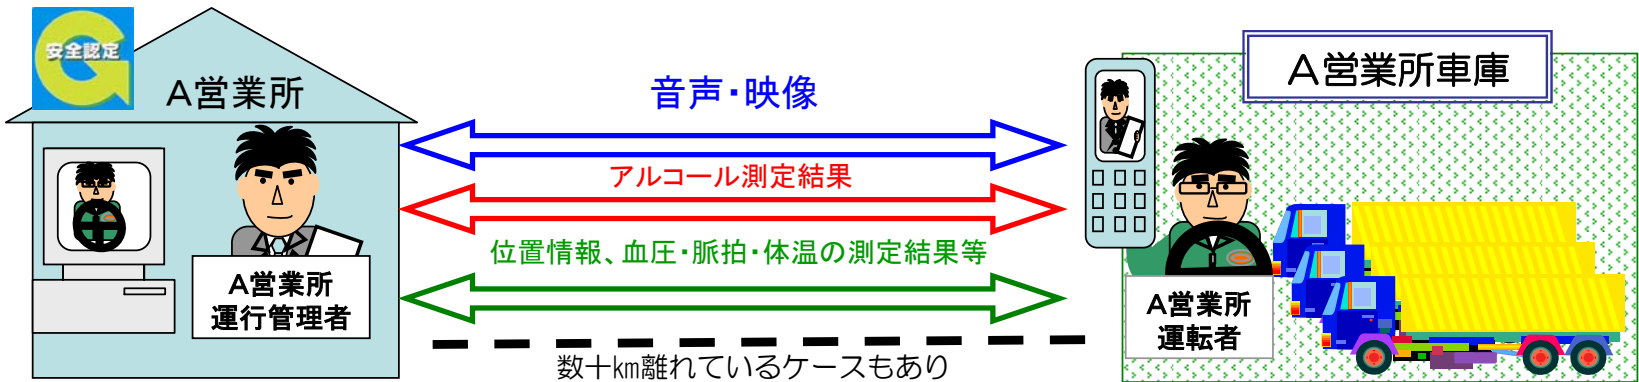 安全認定
A営業所
A営業所
運行管理者
音声・映像
アルコール測定結果
位置情報、血圧・脈拍・体温の測定結果等
数十km離れているケースもあり
A営業所車庫
A営業所
運転者